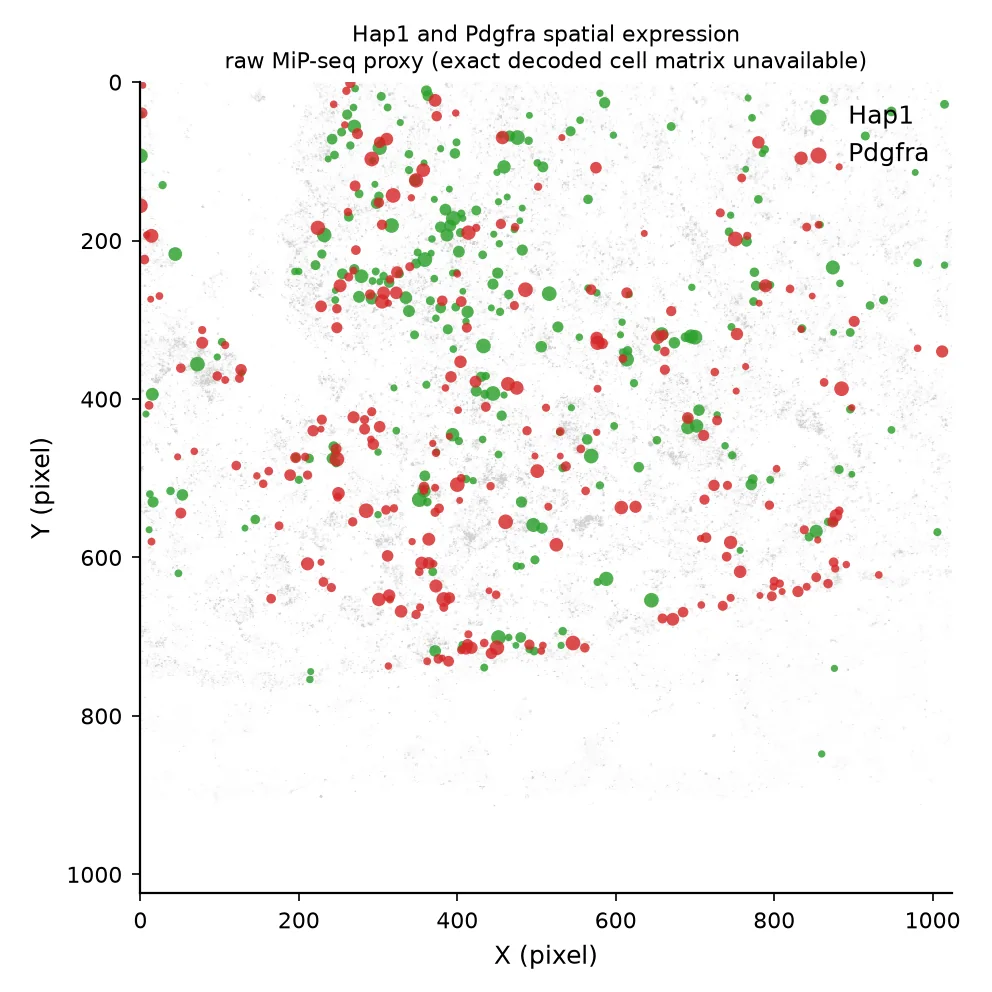 Hap1 and Pdgfra spatial expression
raw MiP-seq proxy (exact decoded cell matrix unavailable)
Hap1
Pdgfra
0
200
400
600
800
1000
Y (pixel)
0 200 400 600 800 1000
X (pixel)